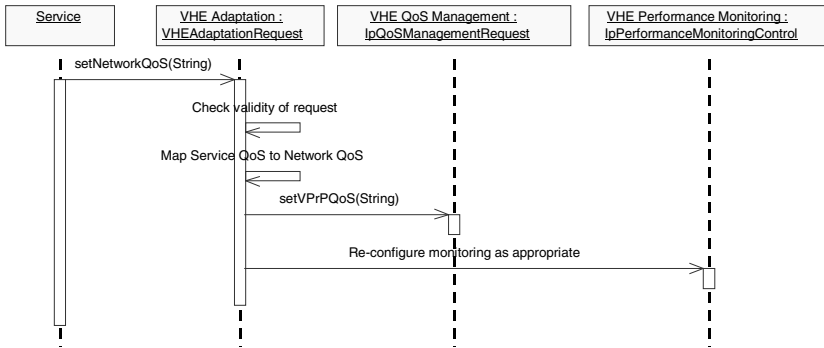 Service
VHE Adaptation :
VHEAdaptationRequest
VHE QoS Management :
IpQoSManagementRequest
VHE Performance Monitoring :
IpPerformanceMonitoringControl
setNetworkQoS(String)
Check validity of request
Map Service QoS to Network QoS
setVPrPQoS(String)
Re-configure monitoring as appropriate